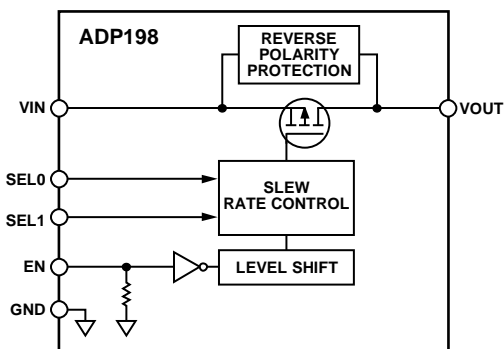 ADP198
REVERSE
POLARITY
PROTECTION
VIN
VOUT
SEL0
SLEW
RATE CONTROL
SEL1
EN
LEVEL SHIFT
GND